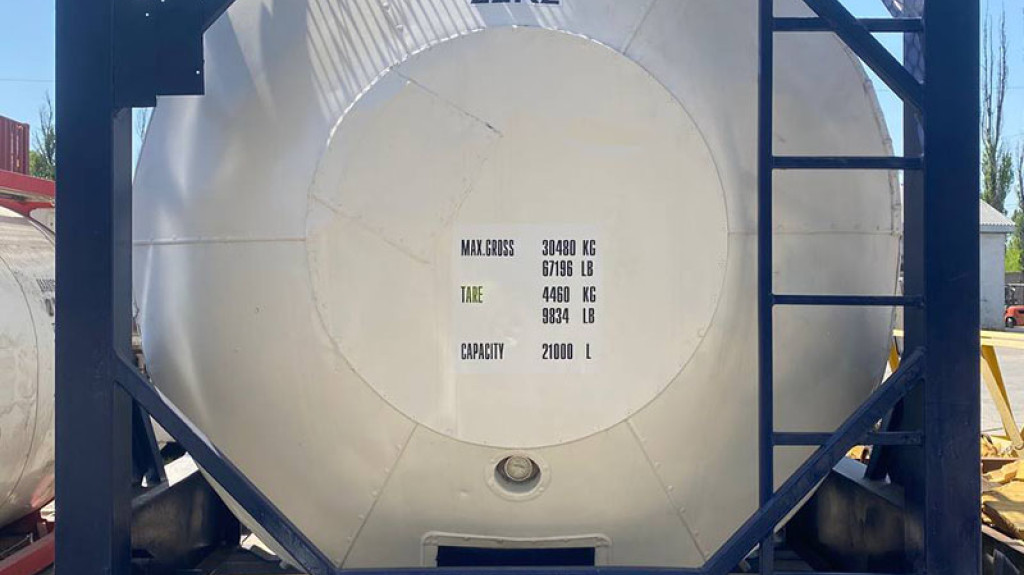 MAX.GROSS 30480 KG
67196 LB
TARE 4460 KG
9834 LB
CAPACITY 21000 L